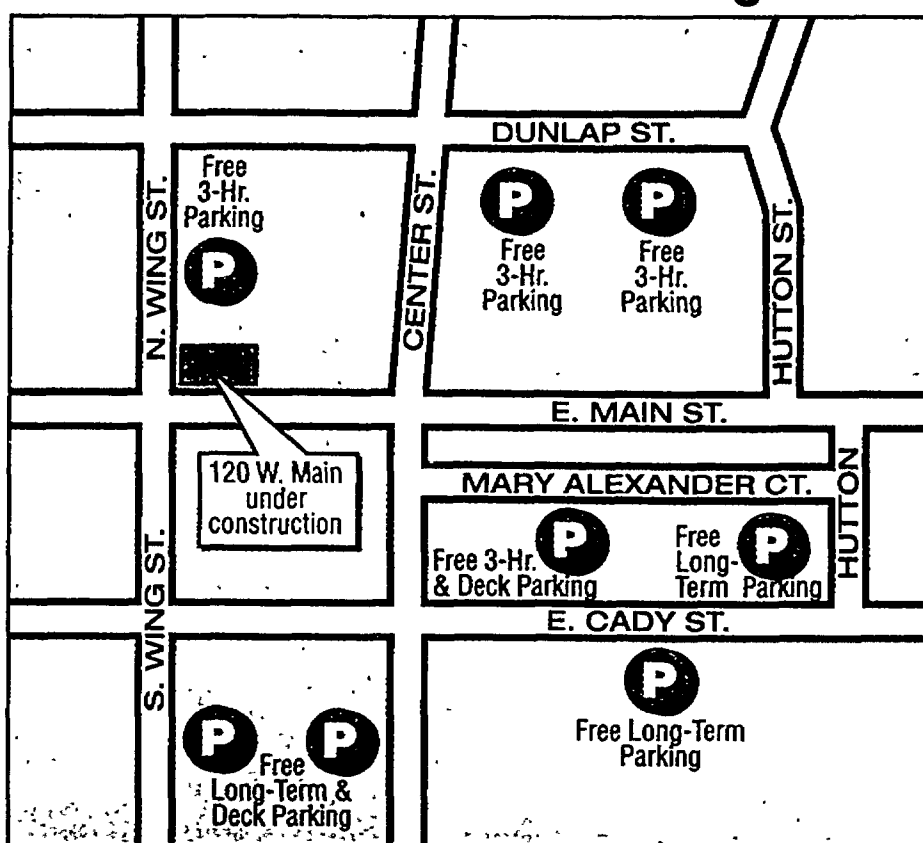 DUNLAP ST.
Free
3-Hr.
Parking
P
P
Free
3-Hr.
Parking
P
Free
3-Hr.
Parking
N. WING ST.
CENTER ST.
HUTTON ST.
E. MAIN ST.
120 W. Main
under
construction
MARY ALEXANDER CT.
HUTTON
P
Free 3-Hr.
& Deck Parking
P
Free
Long-
Term Parking
E. CADY ST.
S. WING ST.
P
Free Long-Term
Parking
P
P
Free
Long-Term &
Deck Parking